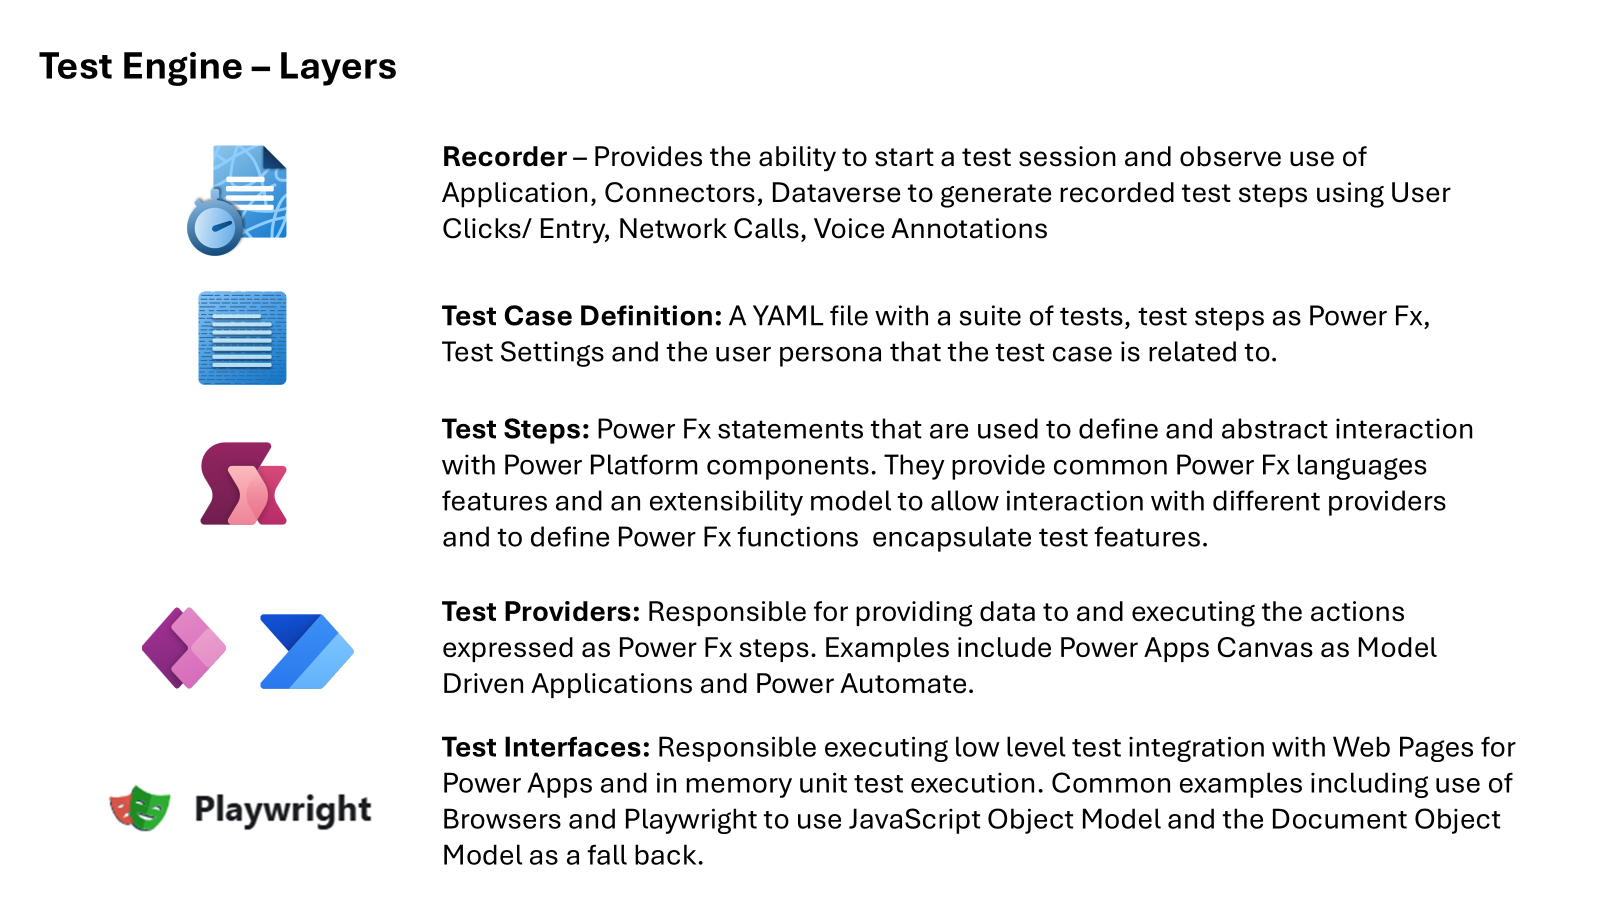 Test Engine – Layers
Recorder – Provides the ability to start a test session and observe use of
Application, Connectors, Dataverse to generate recorded test steps using User
Clicks/ Entry, Network Calls, Voice Annotations
Test Case Definition: A YAML file with a suite of tests, test steps as Power Fx,
Test Settings and the user persona that the test case is related to.
Test Steps: Power Fx statements that are used to define and abstract interaction
with Power Platform components. They provide common Power Fx languages
features and an extensibility model to allow interaction with different providers
and to define Power Fx functions  encapsulate test features.
Test Providers: Responsible for providing data to and executing the actions
expressed as Power Fx steps. Examples include Power Apps Canvas as Model
Driven Applications and Power Automate.
Playwright
Test Interfaces: Responsible executing low level test integration with Web Pages for
Power Apps and in memory unit test execution. Common examples including use of
Browsers and Playwright to use JavaScript Object Model and the Document Object
Model as a fall back.